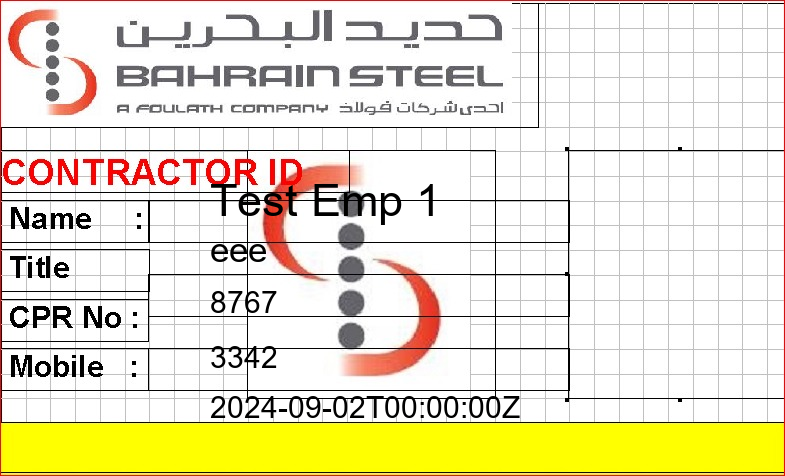 حديد البحرين
BAHRAIN STEEL
A FOULATH COMPANY احدى شركات فولاذ
CONTRACTOR ID
Name : Test Emp 1
Title eee
CPR No : 8767
Mobile : 3342
2024-09-02T00:00:00Z